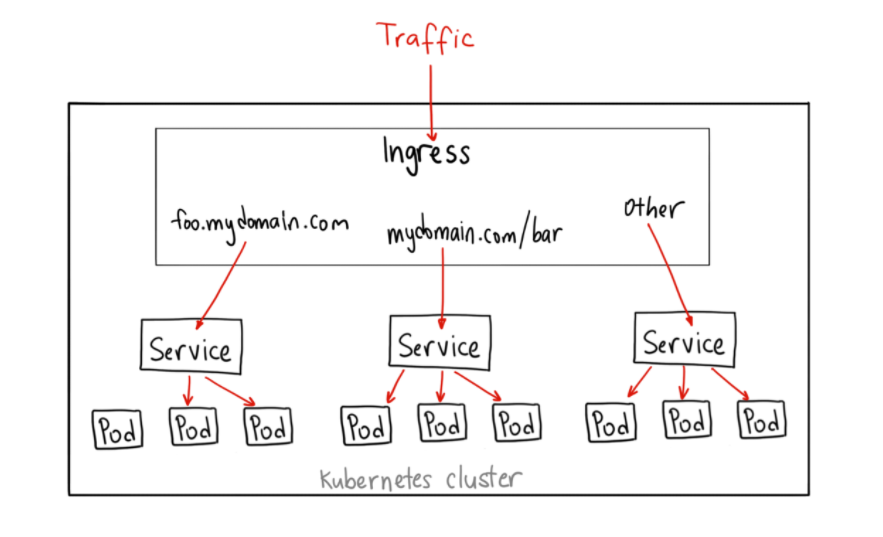 Traffic
Ingress
foo.mydomain.com
mydomain.com/bar
Other
Service
Service
Service
Pod
Pod
Pod
Pod
Pod
Pod
Pod
Pod
Pod
Kubernetes cluster